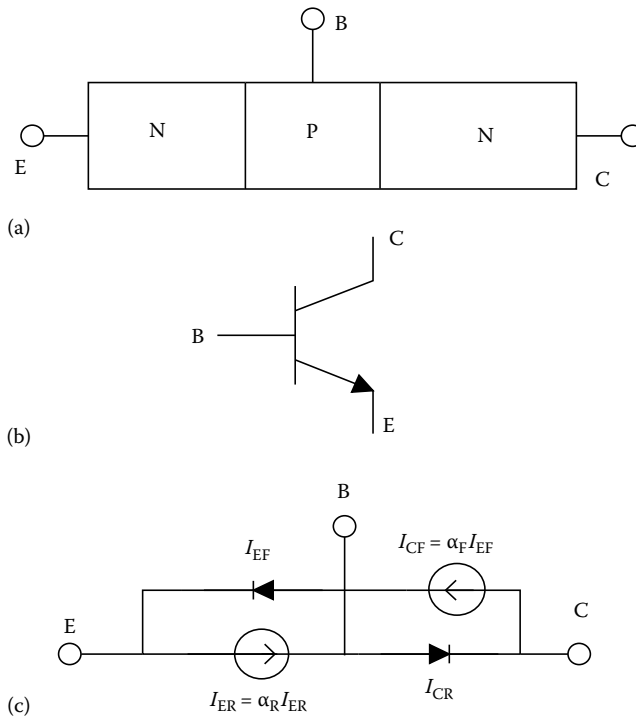 B
N P N
E
C
(a)
C
B
E
(b)
B
I_EF I_CF = α_F I_EF
E C
I_ER = α_R I_ER I_CR
(c)